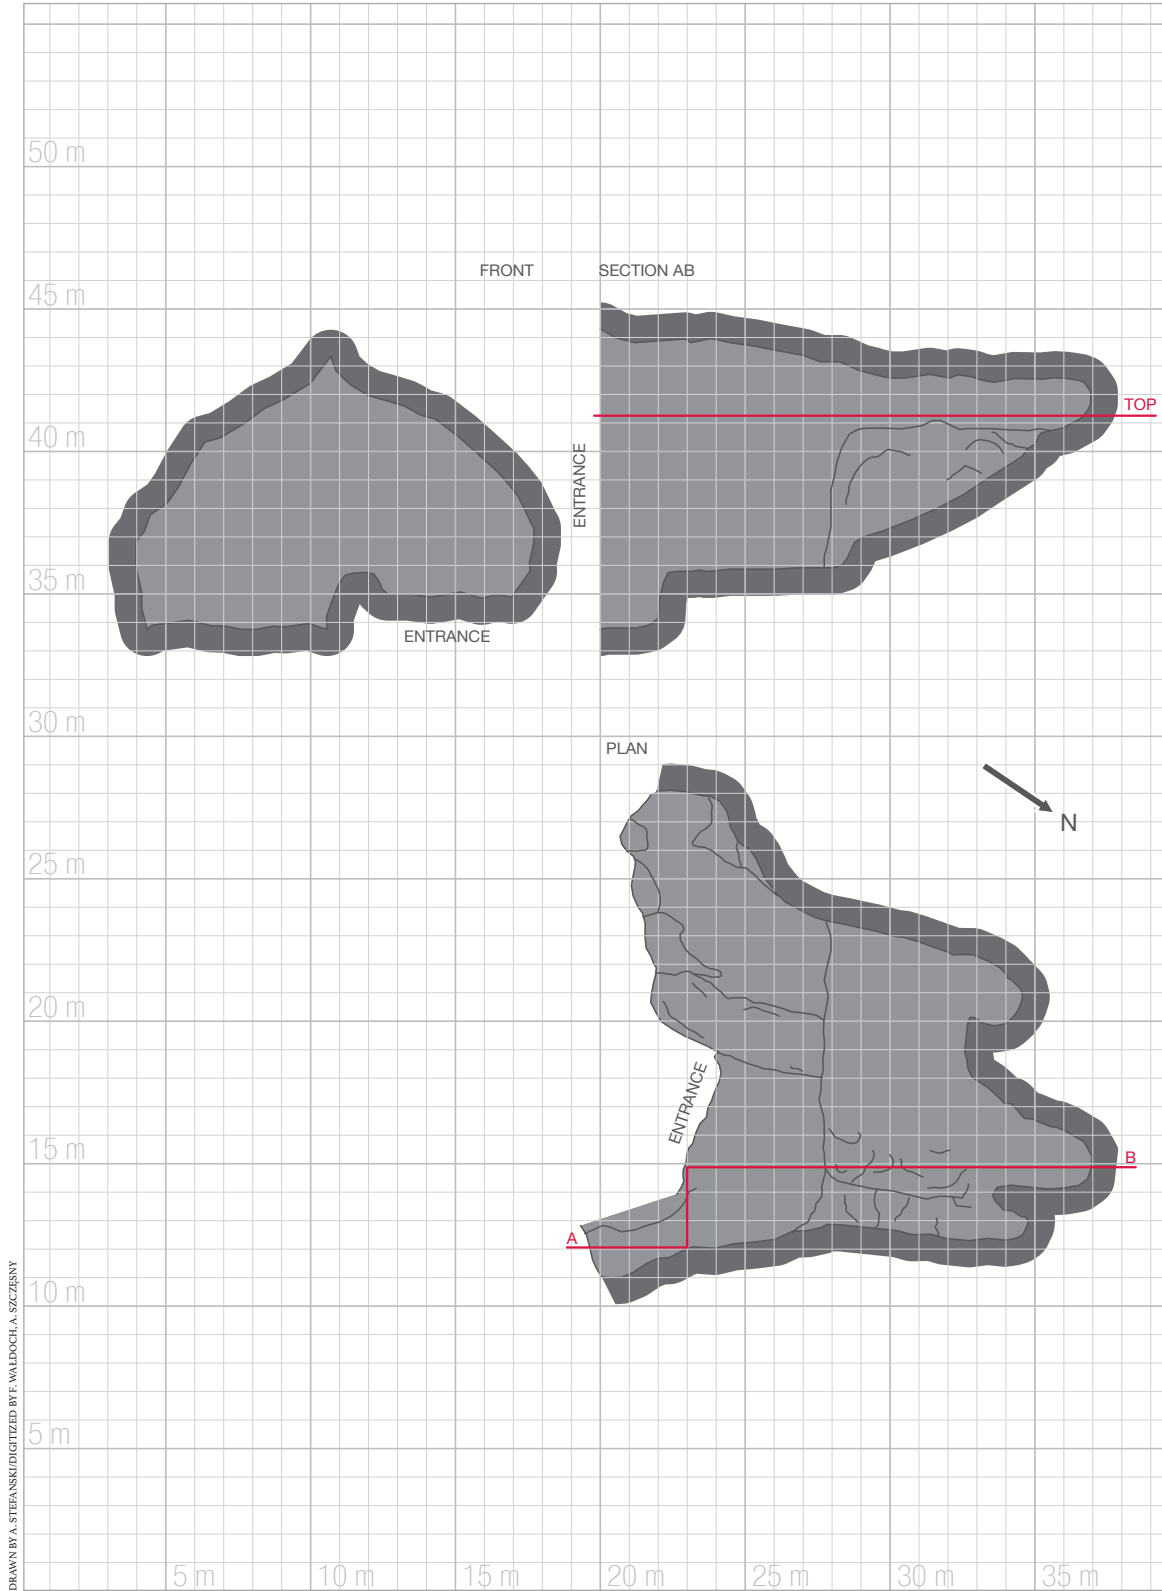 50 m
FRONT
SECTION AB
45 m
TOP
40 m
ENTRANCE
35 m
ENTRANCE
30 m
PLAN
N
25 m
20 m
ENTRANCE
15 m
B
A
10 m
5 m
5 m
10 m
15 m
20 m
25 m
30 m
35 m
DRAWN BY A. STEFAŃSKI/DIGITIZED BY F. WAŁDOCH, A. SZCZĘSNY